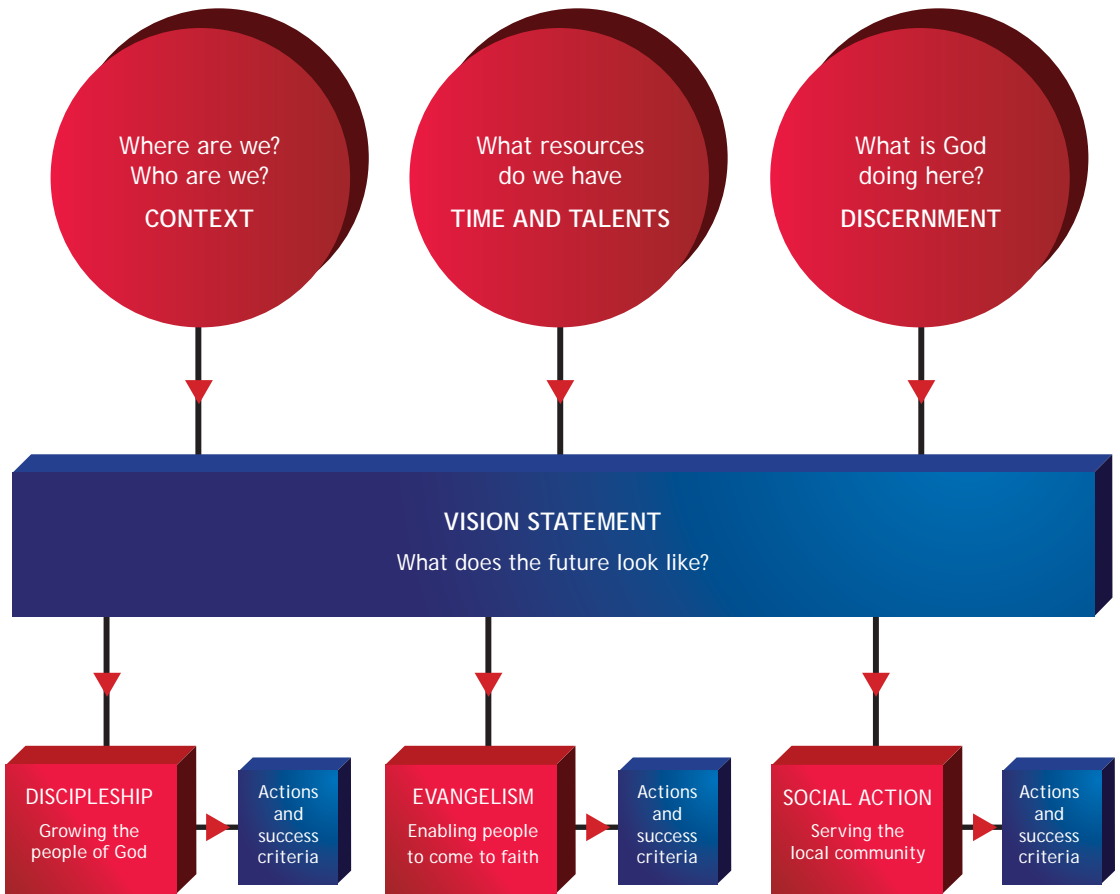 Where are we?
Who are we?
CONTEXT
What resources
do we have
TIME AND TALENTS
What is God
doing here?
DISCERNMENT
VISION STATEMENT
What does the future look like?
DISCIPLESHIP
Growing the
people of God
Actions
and
success
criteria
EVANGELISM
Enabling people
to come to faith
Actions
and
success
criteria
SOCIAL ACTION
Serving the
local community
Actions
and
success
criteria